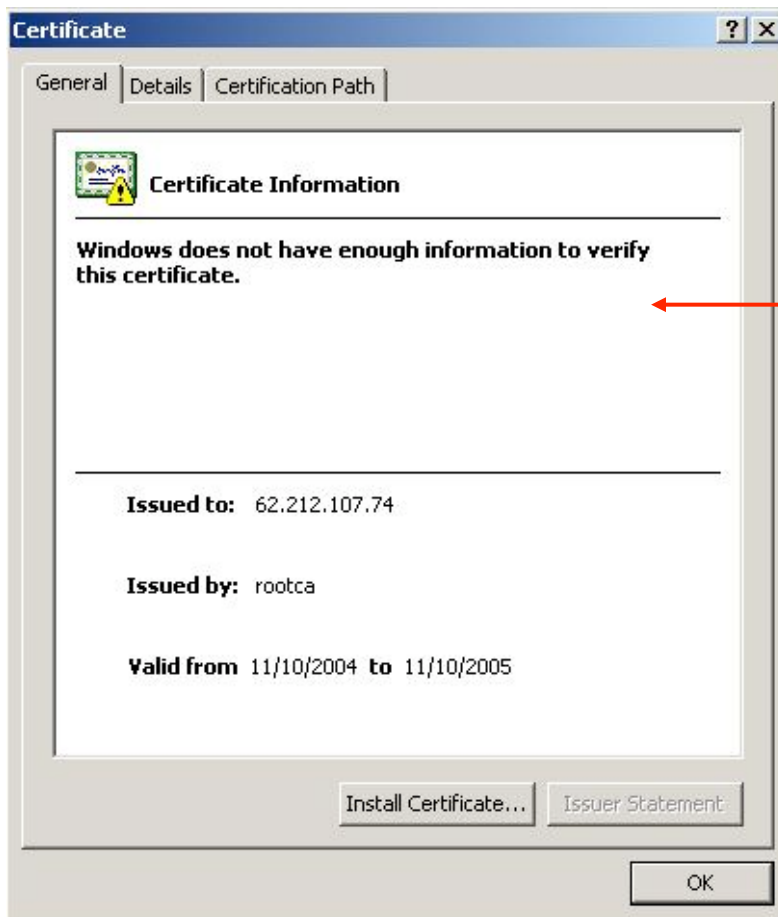 Certificate
General Details Certification Path
Certificate Information
Windows does not have enough information to verify
this certificate.
Issued to: 62.212.107.74
Issued by: rootca
Valid from 11/10/2004 to 11/10/2005
Install Certificate... Issuer Statement
OK